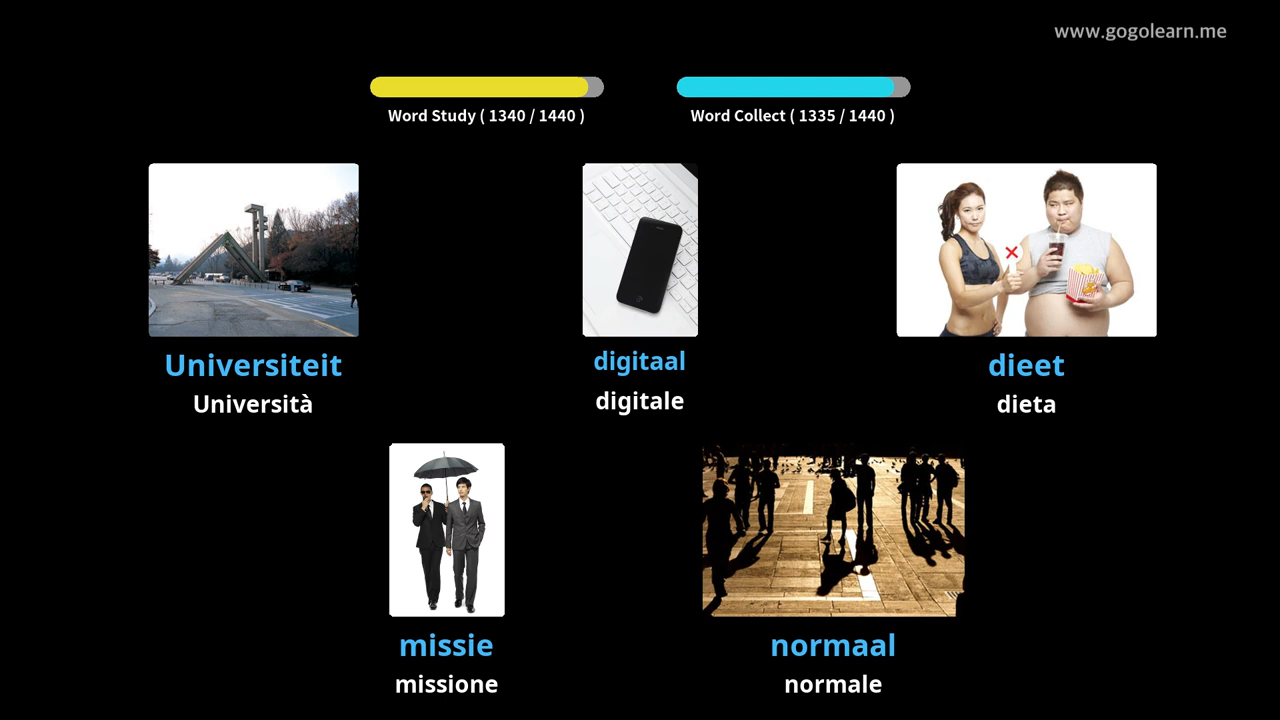 www.gogolearn.me
Word Study ( 1340 / 1440 )
Word Collect ( 1335 / 1440 )
Universiteit
Università
digitaal
digitale
dieet
dieta
missie
missione
normaal
normale